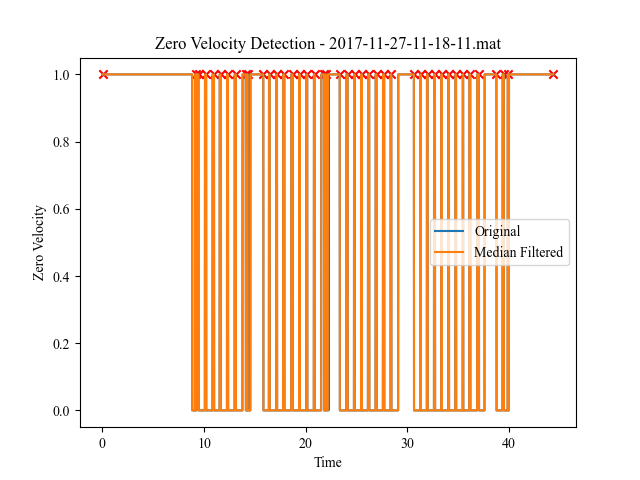 Zero Velocity Detection - 2017-11-27-11-18-11.mat
1.0
0.8
0.6
0.4
0.2
0.0
Zero Velocity
Original
Median Filtered
0 10 20 30 40
Time